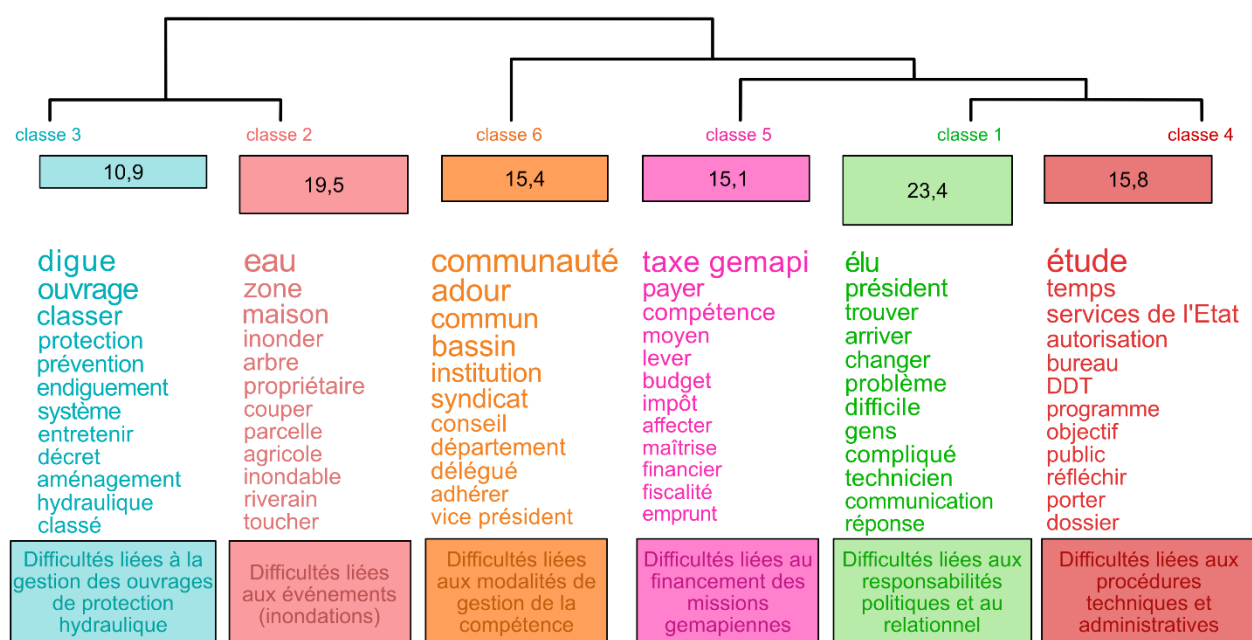 classe 3
classe 2
classe 6
classe 5
classe 1
classe 4
10,9
19,5
15,4
15,1
23,4
15,8
digue
ouvrage
classer
protection
prévention
endiguement
système
entretenir
décret
aménagement
hydraulique
classé
eau
zone
maison
inonder
arbre
propriétaire
couper
parcelle
agricole
inondable
riverain
toucher
communauté
adour
commun
bassin
institution
syndicat
conseil
département
délégué
adhérer
vice président
taxe gemapi
payer
compétence
moyen
lever
budget
impôt
affecter
maîtrise
financier
fiscalité
emprunt
élu
président
trouver
arriver
changer
problème
difficile
gens
compliqué
technicien
communication
réponse
étude
temps
services de l'Etat
autorisation
bureau
DDT
programme
objectif
public
réfléchir
porter
dossier
Difficultés liées à la
gestion des ouvrages
de protection
hydraulique
Difficultés liées
aux événements
(inondations)
Difficultés liées
aux modalités de
gestion de la
compétence
Difficultés liées au
financement des
missions
gemapiennes
Difficultés liées aux
responsabilités
politiques et au
relationnel
Difficultés liées aux
procédures
techniques et
administratives